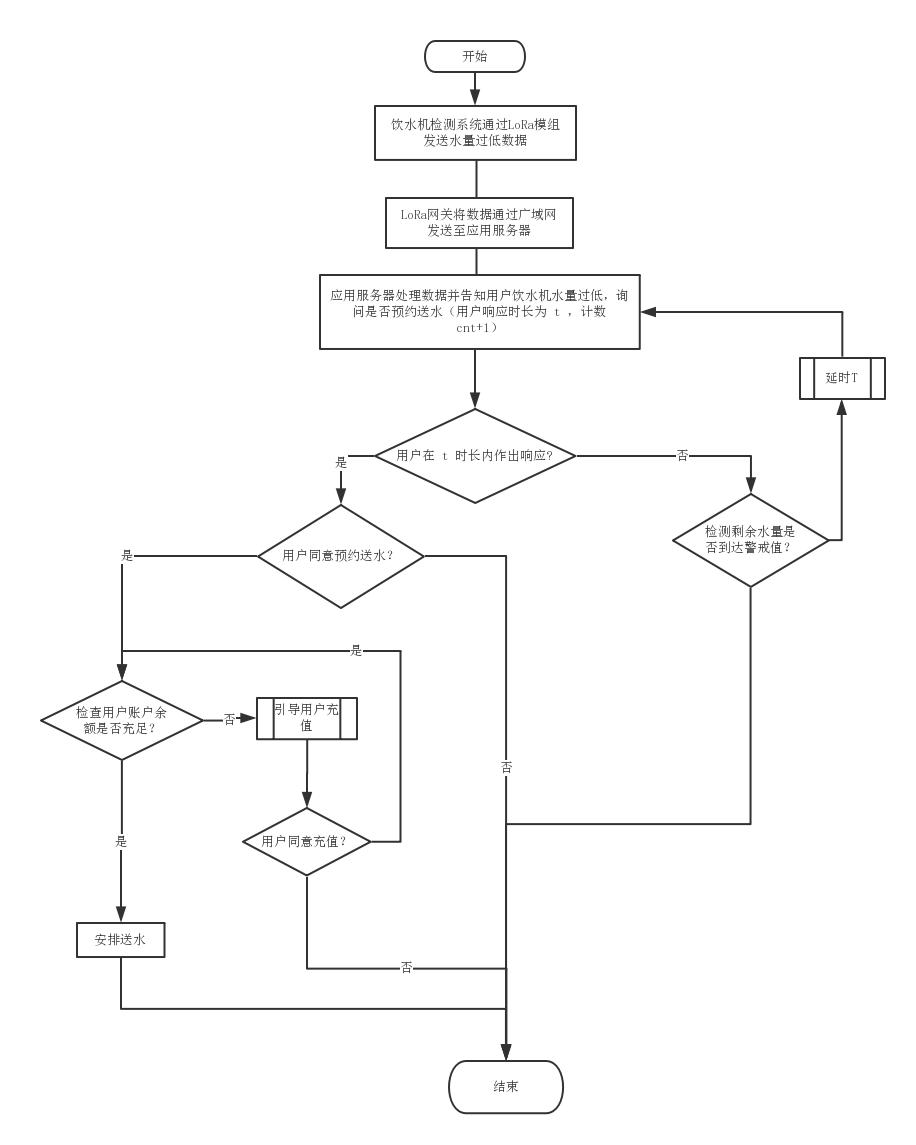 开始
饮水机检测系统通过LoRa模组
发送水量过低数据
LoRa网关将数据通过广域网
发送至应用服务器
应用服务器处理数据并告知用户饮水机水量过低，询
问是否预约送水（用户响应时长为 t ，计数
cnt+1）
延时T
用户在 t 时长内作出响应?
是
否
检测剩余水量是
否到达警戒值?
用户同意预约送水?
是
是
检查用户账户余
额是否充足?
否
引导用户充
值
否
用户同意充值?
是
安排送水
否
结束